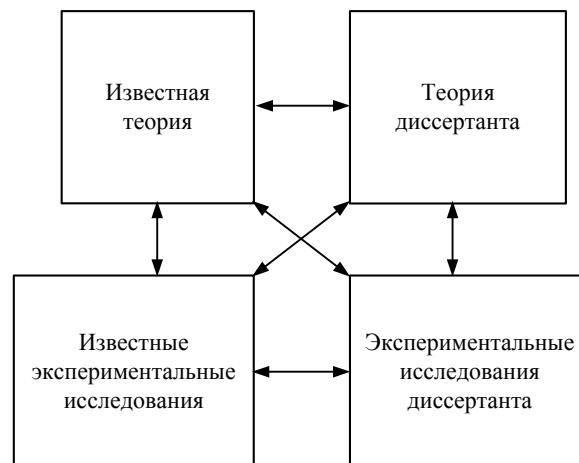 Известная
теория
Теория
диссертанта
Известные
экспериментальные
исследования
Экспериментальные
исследования
диссертанта